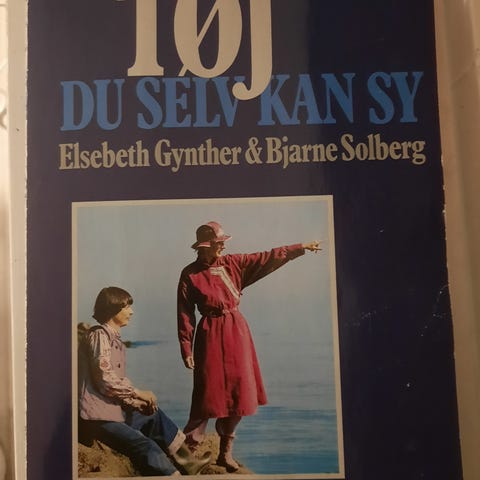 Tøj
DU SELV KAN SY
Elsebeth Gynther & Bjarne Solberg